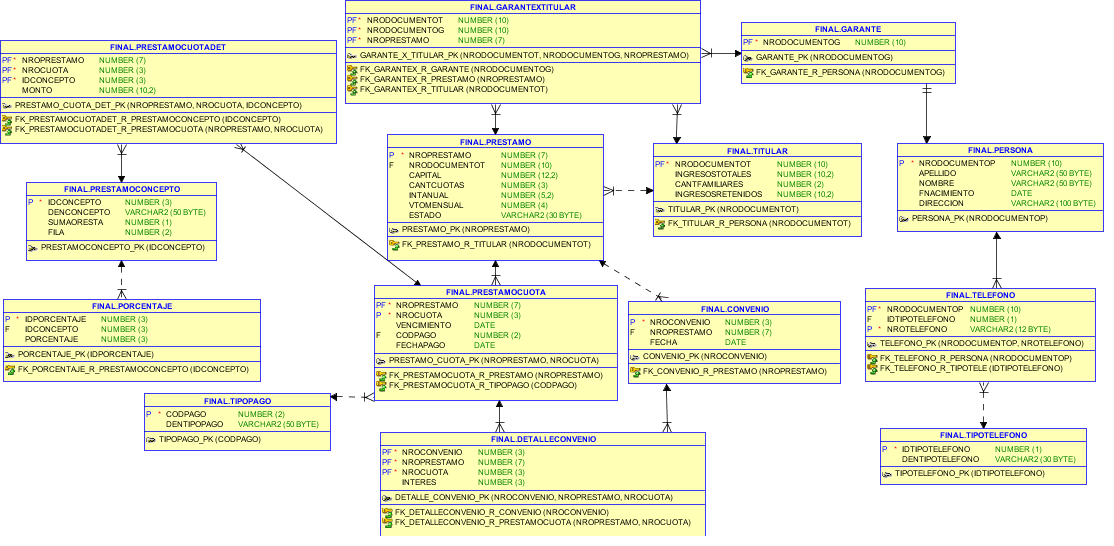 FINAL.PRESTAMOCUOTADET
PF* NROPRESTAMO NUMBER (7)
PF* NROCUOTA NUMBER (3)
PF* IDCONCEPTO NUMBER (3)
MONTO NUMBER (10,2)
PRESTAMO_CUOTA_DET_PK (NROPRESTAMO, NROCUOTA, IDCONCEPTO)
FK_PRESTAMOCUOTADET_R_PRESTAMOCONCEPTO (IDCONCEPTO)
FK_PRESTAMOCUOTADET_R_PRESTAMOCUOTA (NROPRESTAMO, NROCUOTA)
FINAL.GARANTEXTITULAR
PF* NRODOCUMENTOT NUMBER (10)
PF* NRODOCUMENTOG NUMBER (10)
PF* NROPRESTAMO NUMBER (7)
GARANTE_X_TITULAR_PK (NRODOCUMENTOT, NRODOCUMENTOG, NROPRESTAMO)
FK_GARANTEX_R_GARANTE (NRODOCUMENTOG)
FK_GARANTEX_R_PRESTAMO (NROPRESTAMO)
FK_GARANTEX_R_TITULAR (NRODOCUMENTOT)
FINAL.GARANTE
PF* NRODOCUMENTOG NUMBER (10)
GARANTE_PK (NRODOCUMENTOG)
FK_GARANTE_R_PERSONA (NRODOCUMENTOG)
FINAL.PRESTAMO
P * NROPRESTAMO NUMBER (7)
F NRODOCUMENTOT NUMBER (10)
CAPITAL NUMBER (12,2)
CANTCUOTAS NUMBER (3)
INTANUAL NUMBER (5,2)
VTOMENSUAL NUMBER (4)
ESTADO VARCHAR2 (30 BYTE)
PRESTAMO_PK (NROPRESTAMO)
FK_PRESTAMO_R_TITULAR (NRODOCUMENTOT)
FINAL.TITULAR
PF* NRODOCUMENTOT NUMBER (10)
INGRESOSTOTALES NUMBER (10,2)
CANTFAMILIARES NUMBER (2)
INGRESOSRETENIDOS NUMBER (10,2)
TITULAR_PK (NRODOCUMENTOT)
FK_TITULAR_R_PERSONA (NRODOCUMENTOT)
FINAL.PERSONA
P * NRODOCUMENTOP NUMBER (10)
APELLIDO VARCHAR2 (50 BYTE)
NOMBRE VARCHAR2 (50 BYTE)
FNACIMIENTO DATE
DIRECCION VARCHAR2 (100 BYTE)
PERSONA_PK (NRODOCUMENTOP)
FINAL.PRESTAMOCONCEPTO
P * IDCONCEPTO NUMBER (3)
DENCONCEPTO VARCHAR2 (50 BYTE)
SUMAORESTA NUMBER (1)
FILA NUMBER (2)
PRESTAMOCONCEPTO_PK (IDCONCEPTO)
FINAL.PORCENTAJE
P * IDPORCENTAJE NUMBER (3)
F IDCONCEPTO NUMBER (3)
PORCENTAJE NUMBER (3)
PORCENTAJE_PK (IDPORCENTAJE)
FK_PORCENTAJE_R_PRESTAMOCONCEPTO (IDCONCEPTO)
FINAL.PRESTAMOCUOTA
PF* NROPRESTAMO NUMBER (7)
P * NROCUOTA NUMBER (3)
VENCIMIENTO DATE
F CODPAGO NUMBER (2)
FECHAPAGO DATE
PRESTAMO_CUOTA_PK (NROPRESTAMO, NROCUOTA)
FK_PRESTAMOCUOTA_R_PRESTAMO (NROPRESTAMO)
FK_PRESTAMOCUOTA_R_TIPOPAGO (CODPAGO)
FINAL.CONVENIO
P * NROCONVENIO NUMBER (3)
F NROPRESTAMO NUMBER (7)
FECHA DATE
CONVENIO_PK (NROCONVENIO)
FK_CONVENIO_R_PRESTAMO (NROPRESTAMO)
FINAL.TELEFONO
PF* NRODOCUMENTOP NUMBER (10)
F IDTIPOTELEFONO NUMBER (1)
P * NROTELEFONO VARCHAR2 (12 BYTE)
TELEFONO_PK (NRODOCUMENTOP, NROTELEFONO)
FK_TELEFONO_R_PERSONA (NRODOCUMENTOP)
FK_TELEFONO_R_TIPOTELE (IDTIPOTELEFONO)
FINAL.TIPOPAGO
P * CODPAGO NUMBER (2)
DENTIPOPAGO VARCHAR2 (50 BYTE)
TIPOPAGO_PK (CODPAGO)
FINAL.DETALLECONVENIO
PF* NROCONVENIO NUMBER (3)
PF* NROPRESTAMO NUMBER (7)
PF* NROCUOTA NUMBER (3)
INTERES NUMBER (3)
DETALLE_CONVENIO_PK (NROCONVENIO, NROPRESTAMO, NROCUOTA)
FK_DETALLECONVENIO_R_CONVENIO (NROCONVENIO)
FK_DETALLECONVENIO_R_PRESTAMOCUOTA (NROPRESTAMO, NROCUOTA)
FINAL.TIPOTELEFONO
P * IDTIPOTELEFONO NUMBER (1)
DENTIPOTELEFONO VARCHAR2 (30 BYTE)
TIPOTELEFONO_PK (IDTIPOTELEFONO)